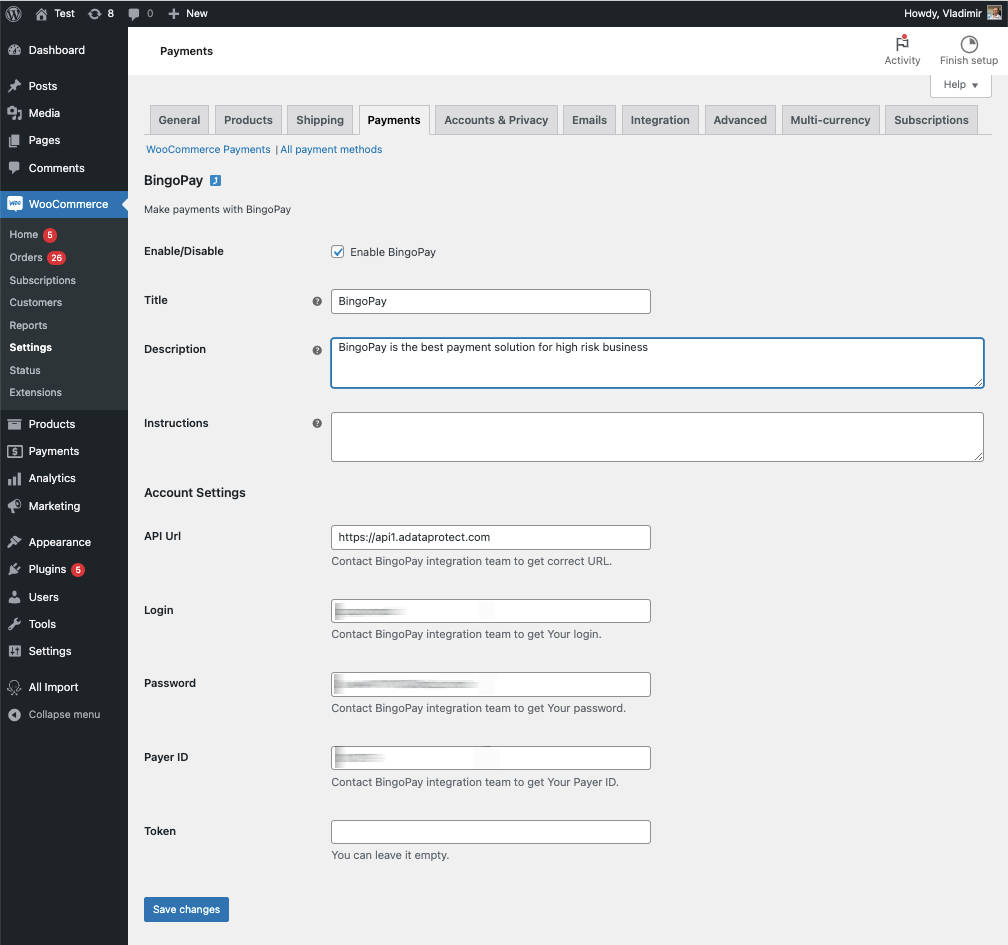 Test 8 0 New Howdy, Vladimir
Dashboard
Posts
Media
Pages
Comments
WooCommerce
Home 5
Orders 26
Subscriptions
Customers
Reports
Settings
Status
Extensions
Products
Payments
Analytics
Marketing
Appearance
Plugins 5
Users
Tools
Settings
All Import
Collapse menu
Payments
Activity
Finish setup
Help
General Products Shipping Payments Accounts & Privacy Emails Integration Advanced Multi-currency Subscriptions
WooCommerce Payments | All payment methods
BingoPay
Make payments with BingoPay
Enable/Disable Enable BingoPay
Title BingoPay
Description BingoPay is the best payment solution for high risk business
Instructions
Account Settings
API Url https://api1.adataprotect.com
Contact BingoPay integration team to get correct URL.
Login
Contact BingoPay integration team to get Your login.
Password
Contact BingoPay integration team to get Your password.
Payer ID
Contact BingoPay integration team to get Your Payer ID.
Token
You can leave it empty.
Save changes